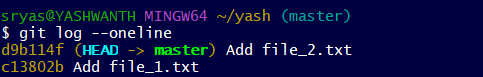 sryas@YASHWANTH MINGW64 ~/yash (master)
$ git log --oneline
d9b114f (HEAD -> master) Add file_2.txt
c13802b Add file_1.txt